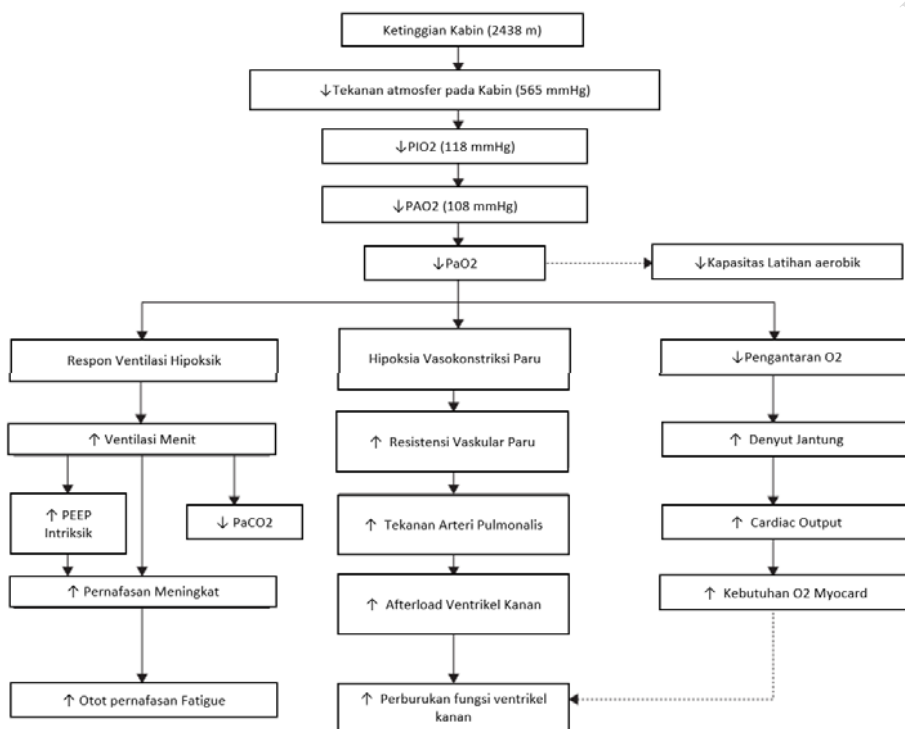 Ketinggian Kabin (2438 m)
↓Tekanan atmosfer pada Kabin (565 mmHg)
↓PIO2 (118 mmHg)
↓PAO2 (108 mmHg)
↓PaO2
↓Kapasitas Latihan aerobik
Respon Ventilasi Hipoksik
Hipoksia Vasokonstriksi Paru
↓Pengantaran O2
↑ Ventilasi Menit
↑ Resistensi Vaskular Paru
↑ Denyut Jantung
↑ PEEP
Intriksik
↓ PaCO2
↑ Tekanan Arteri Pulmonalis
↑ Cardiac Output
↑ Pernafasan Meningkat
↑ Afterload Ventrikel Kanan
↑ Kebutuhan O2 Myocard
↑ Otot pernafasan Fatigue
↑ Perburukan fungsi ventrikel
kanan